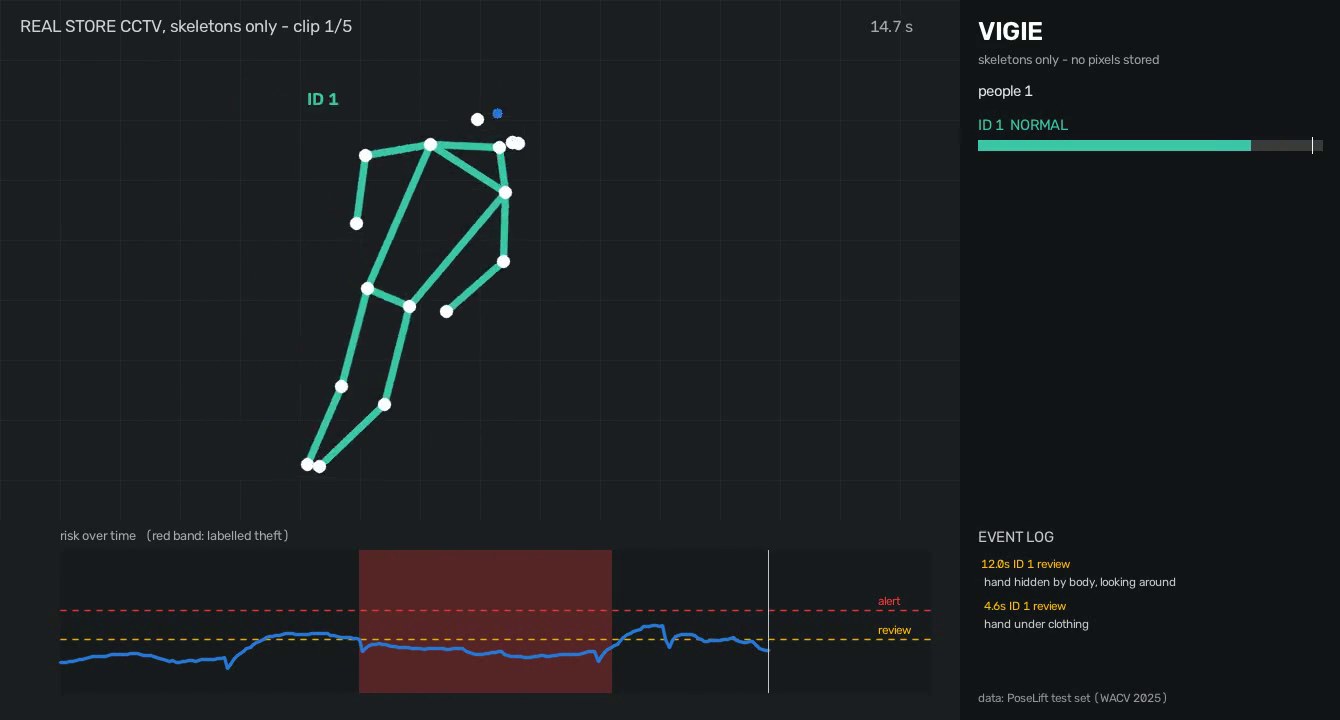 REAL STORE CCTV, skeletons only - clip 1/5
14.7 s
ID 1
VIGIE
skeletons only - no pixels stored
people 1
ID 1 NORMAL
risk over time (red band: labelled theft)
alert
review
EVENT LOG
12.0s ID 1 review
hand hidden by body, looking around
4.6s ID 1 review
hand under clothing
data: PoseLift test set (WACV 2025)